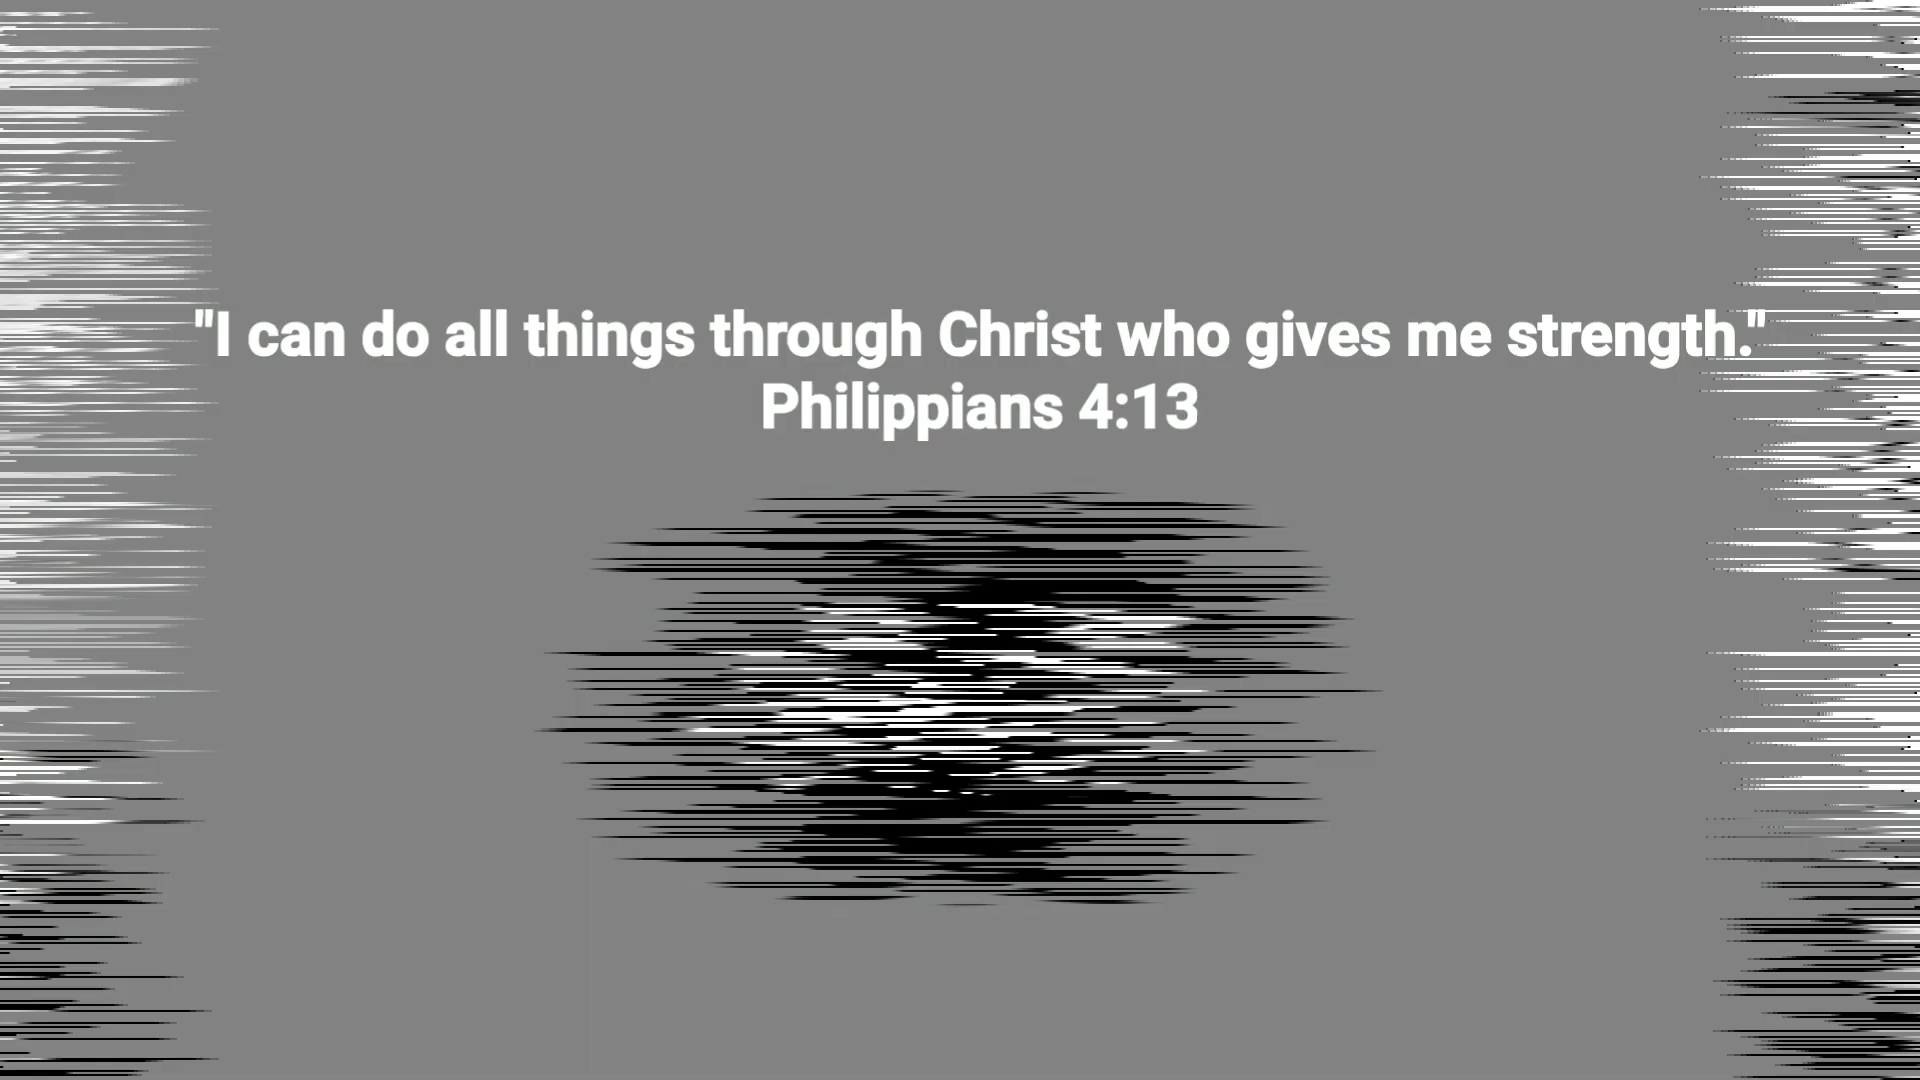 "I can do all things through Christ who gives me strength."
Philippians 4:13